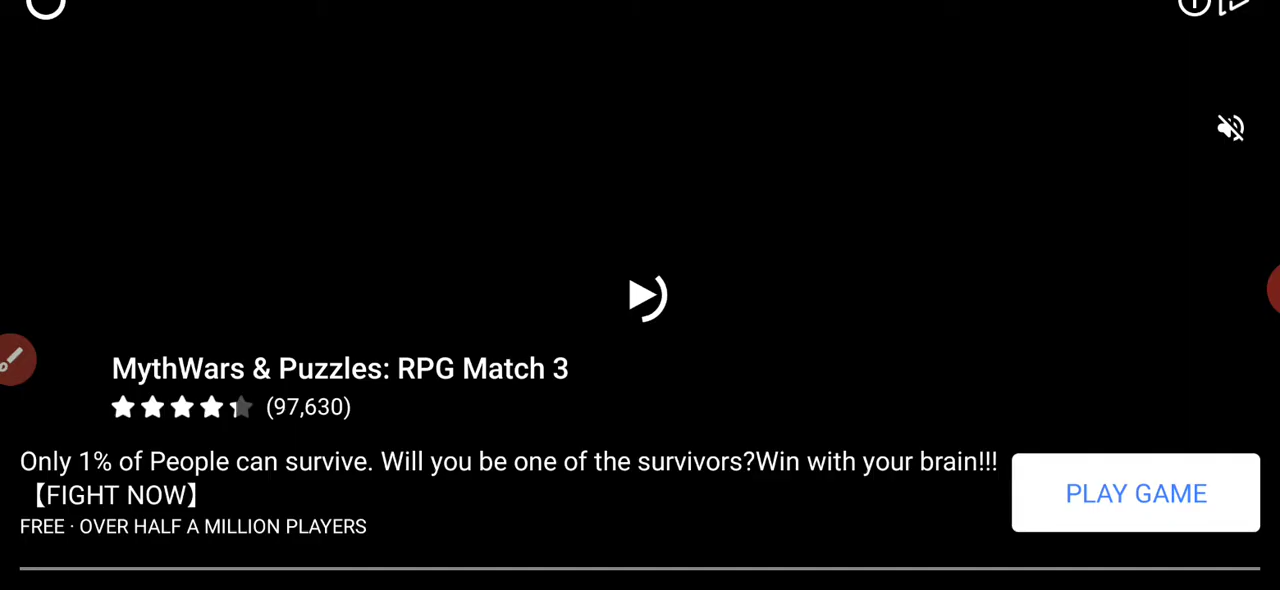 MythWars & Puzzles: RPG Match 3
(97,630)
Only 1% of People can survive. Will you be one of the survivors?Win with your brain!!!
【FIGHT NOW】
PLAY GAME
FREE · OVER HALF A MILLION PLAYERS